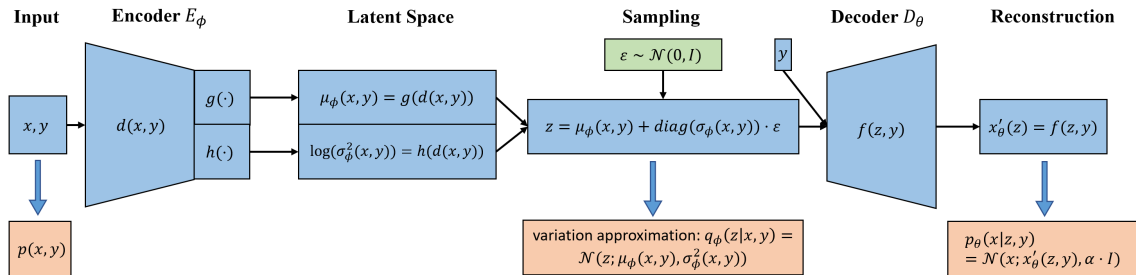 Input
Encoder E_ϕ
Latent Space
Sampling
Decoder D_θ
Reconstruction
x, y
d(x, y)
g(·)
h(·)
μ_ϕ(x, y) = g(d(x, y))
log(σ_ϕ^2(x, y)) = h(d(x, y))
ε ~ 𝒩(0, I)
z = μ_ϕ(x, y) + diag(σ_ϕ(x, y)) · ε
y
f(z, y)
x′_θ(z) = f(z, y)
p(x, y)
variation approximation: q_ϕ(z|x, y) =
𝒩(z; μ_ϕ(x, y), σ_ϕ^2(x, y))
p_θ(x|z, y)
= 𝒩(x; x′_θ(z, y), α · I)